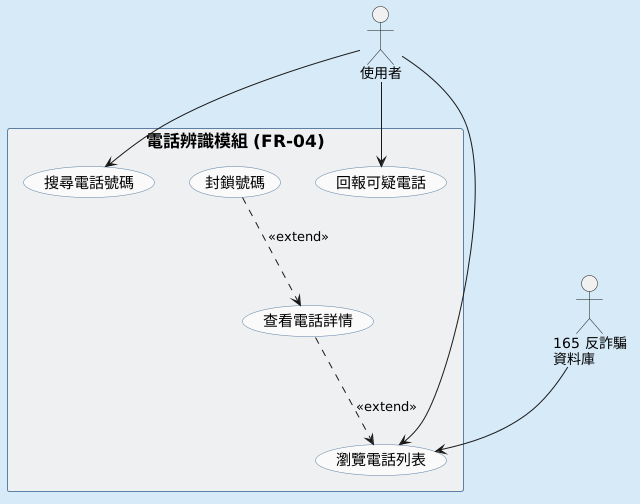 使用者
電話辨識模組 (FR-04)
搜尋電話號碼
封鎖號碼
回報可疑電話
«extend»
查看電話詳情
165 反詐騙
資料庫
«extend»
瀏覽電話列表